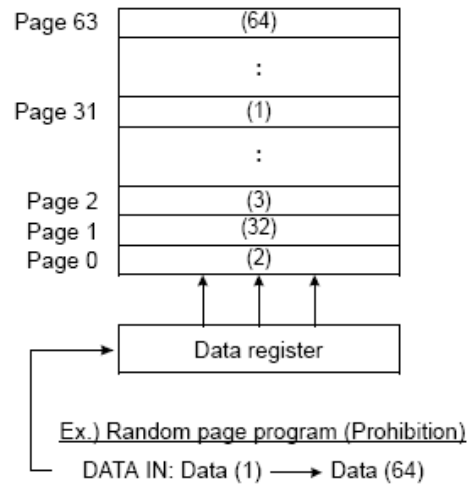 Page 63 (64)
:
Page 31 (1)
:
Page 2 (3)
Page 1 (32)
Page 0 (2)
Data register
Ex.) Random page program (Prohibition)
DATA IN: Data (1) → Data (64)